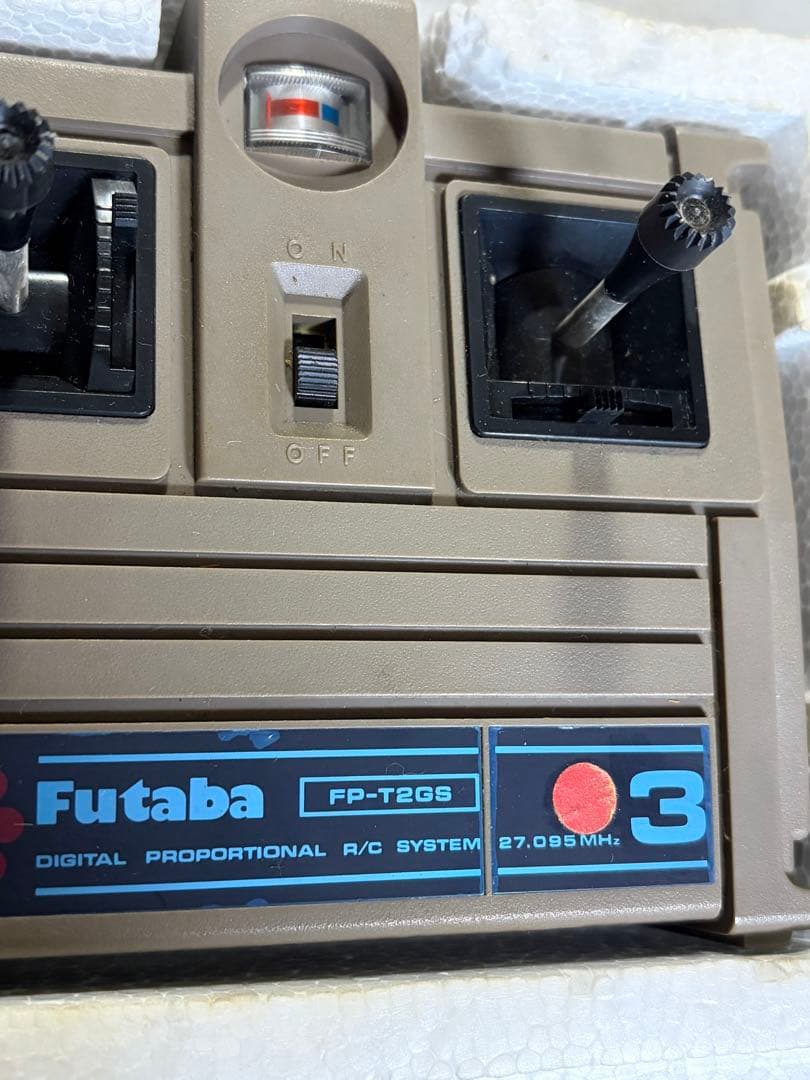 ON
OFF
Futaba
FP-T2GS
DIGITAL PROPORTIONAL R/C SYSTEM
27.095MHz
3